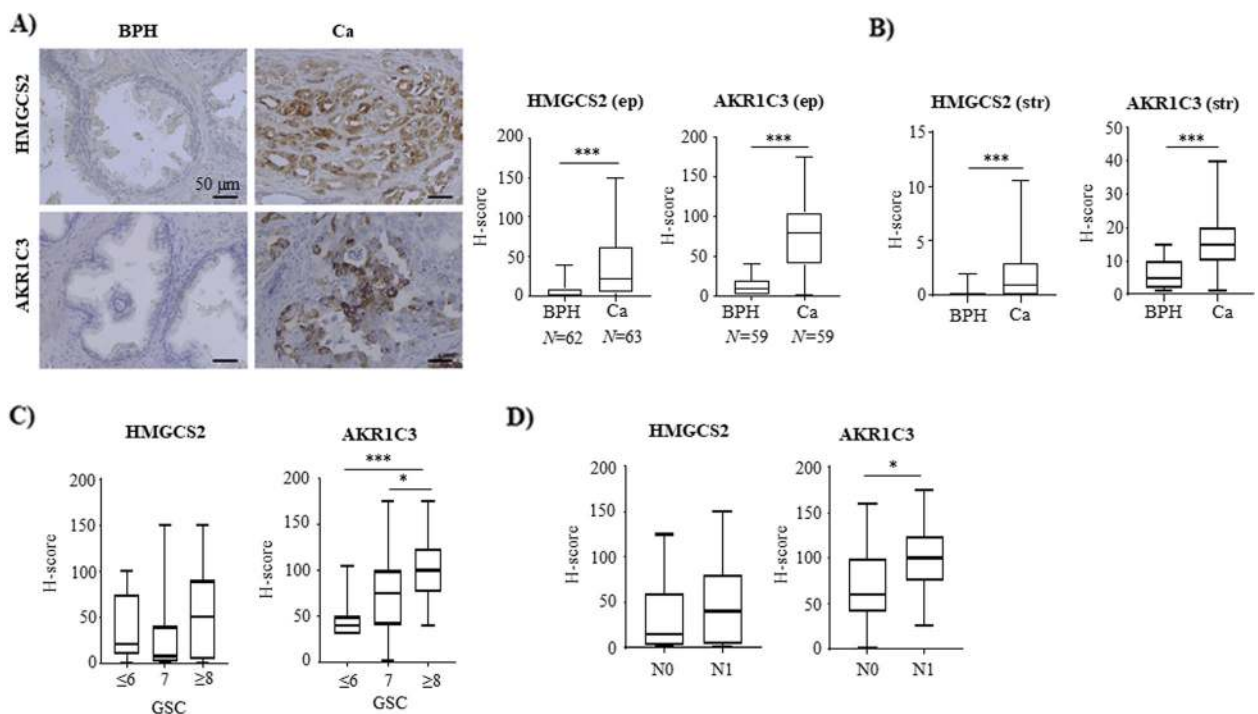 A)
BPH
Ca
HMGCS2
50 µm
AKR1C3
HMGCS2 (ep)
H-score
200
150
100
50
0
***
BPH
Ca
N=62
N=63
AKR1C3 (ep)
H-score
200
150
100
50
0
***
BPH
Ca
N=59
N=59
B)
HMGCS2 (str)
H-score
15
10
5
0
***
BPH
Ca
AKR1C3 (str)
H-score
50
40
30
20
10
0
***
BPH
Ca
C)
HMGCS2
H-score
200
150
100
50
0
≤6
7
≥8
GSC
AKR1C3
H-score
200
150
100
50
0
***
*
≤6
7
≥8
GSC
D)
HMGCS2
H-score
200
150
100
50
0
N0
N1
AKR1C3
H-score
200
150
100
50
0
*
N0
N1